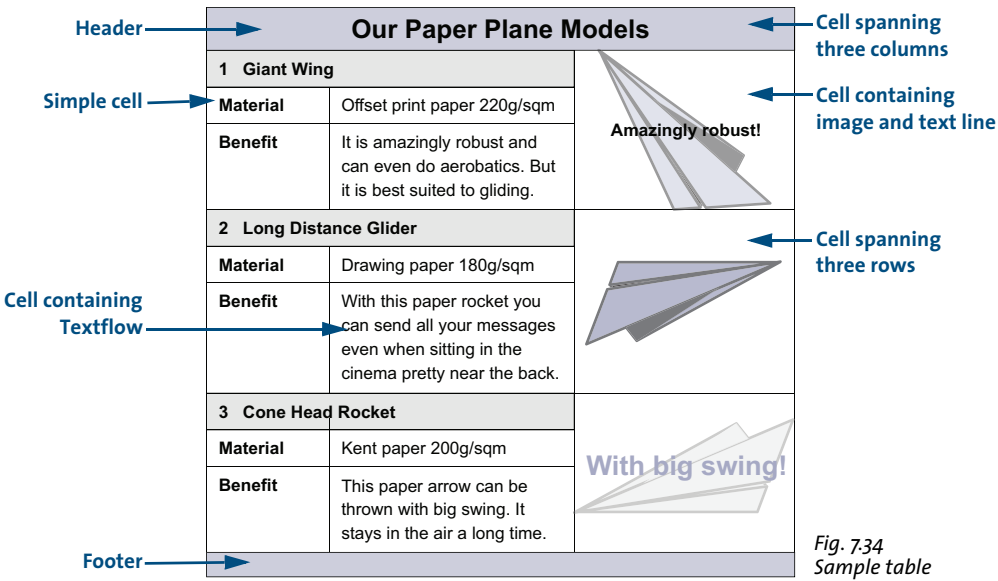 Header
Our Paper Plane Models
Cell spanning
three columns
1 Giant Wing
Simple cell
Material
Offset print paper 220g/sqm
Cell containing
image and text line
Amazingly robust!
Benefit
It is amazingly robust and
can even do aerobatics. But
it is best suited to gliding.
2 Long Distance Glider
Cell spanning
three rows
Material
Drawing paper 180g/sqm
Cell containing
Textflow
Benefit
With this paper rocket you
can send all your messages
even when sitting in the
cinema pretty near the back.
3 Cone Head Rocket
Material
Kent paper 200g/sqm
With big swing!
Benefit
This paper arrow can be
thrown with big swing. It
stays in the air a long time.
Footer
Fig. 7.34
Sample table